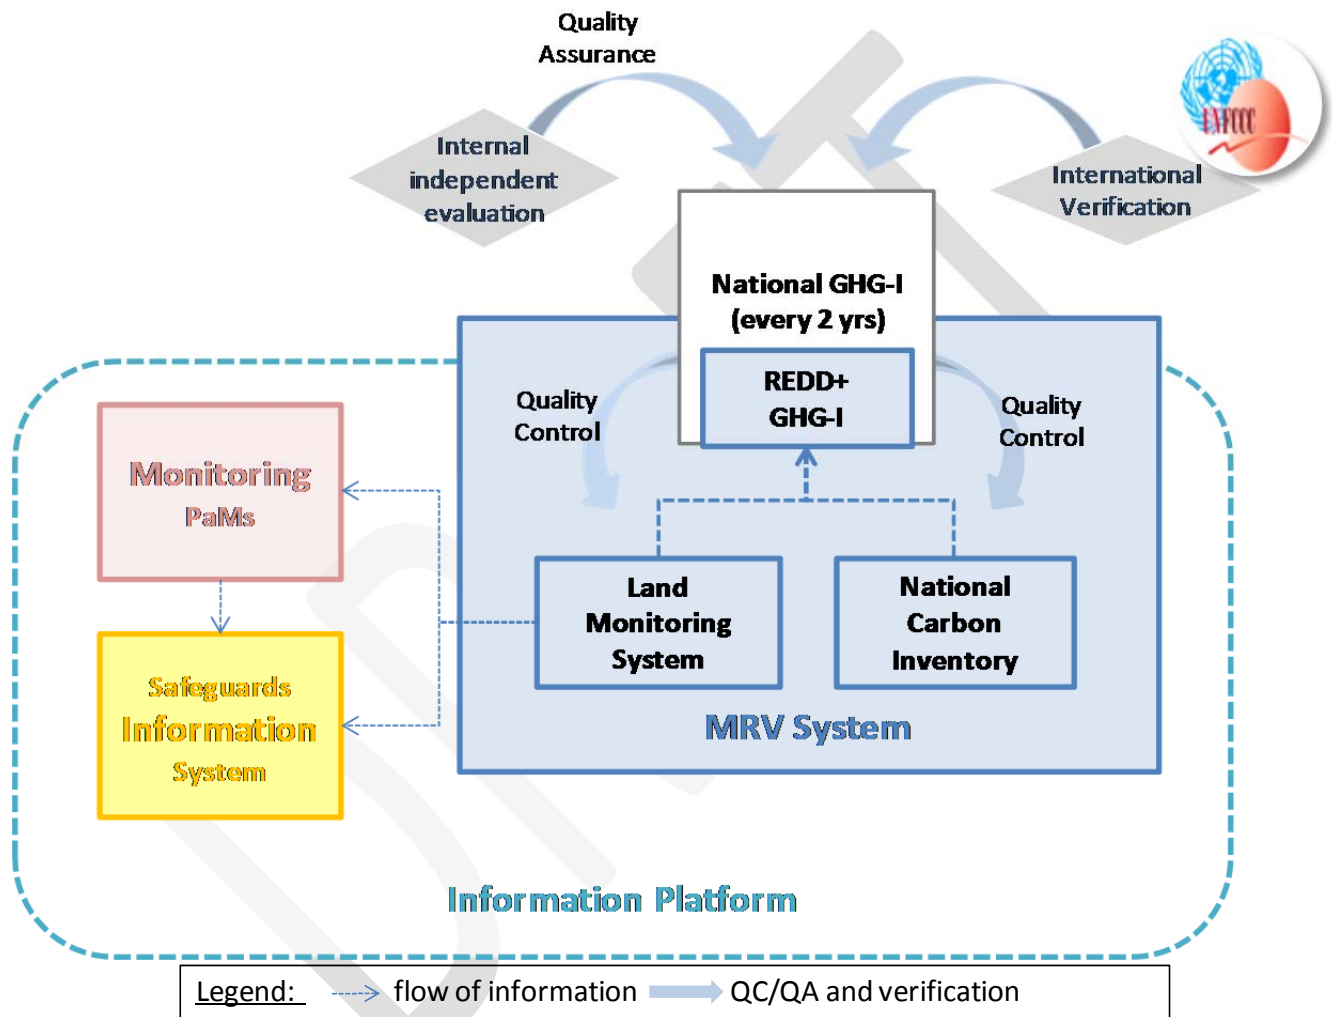 Quality
Assurance
UNFCCC
Internal
independent
evaluation
International
Verification
National GHG-I
(every 2 yrs)
REDD+
GHG-I
Quality
Control
Quality
Control
Monitoring
PaMs
Land
Monitoring
System
National
Carbon
Inventory
Safeguards
Information
System
MRV System
Information Platform
Legend: flow of information QC/QA and verification
DRAFT